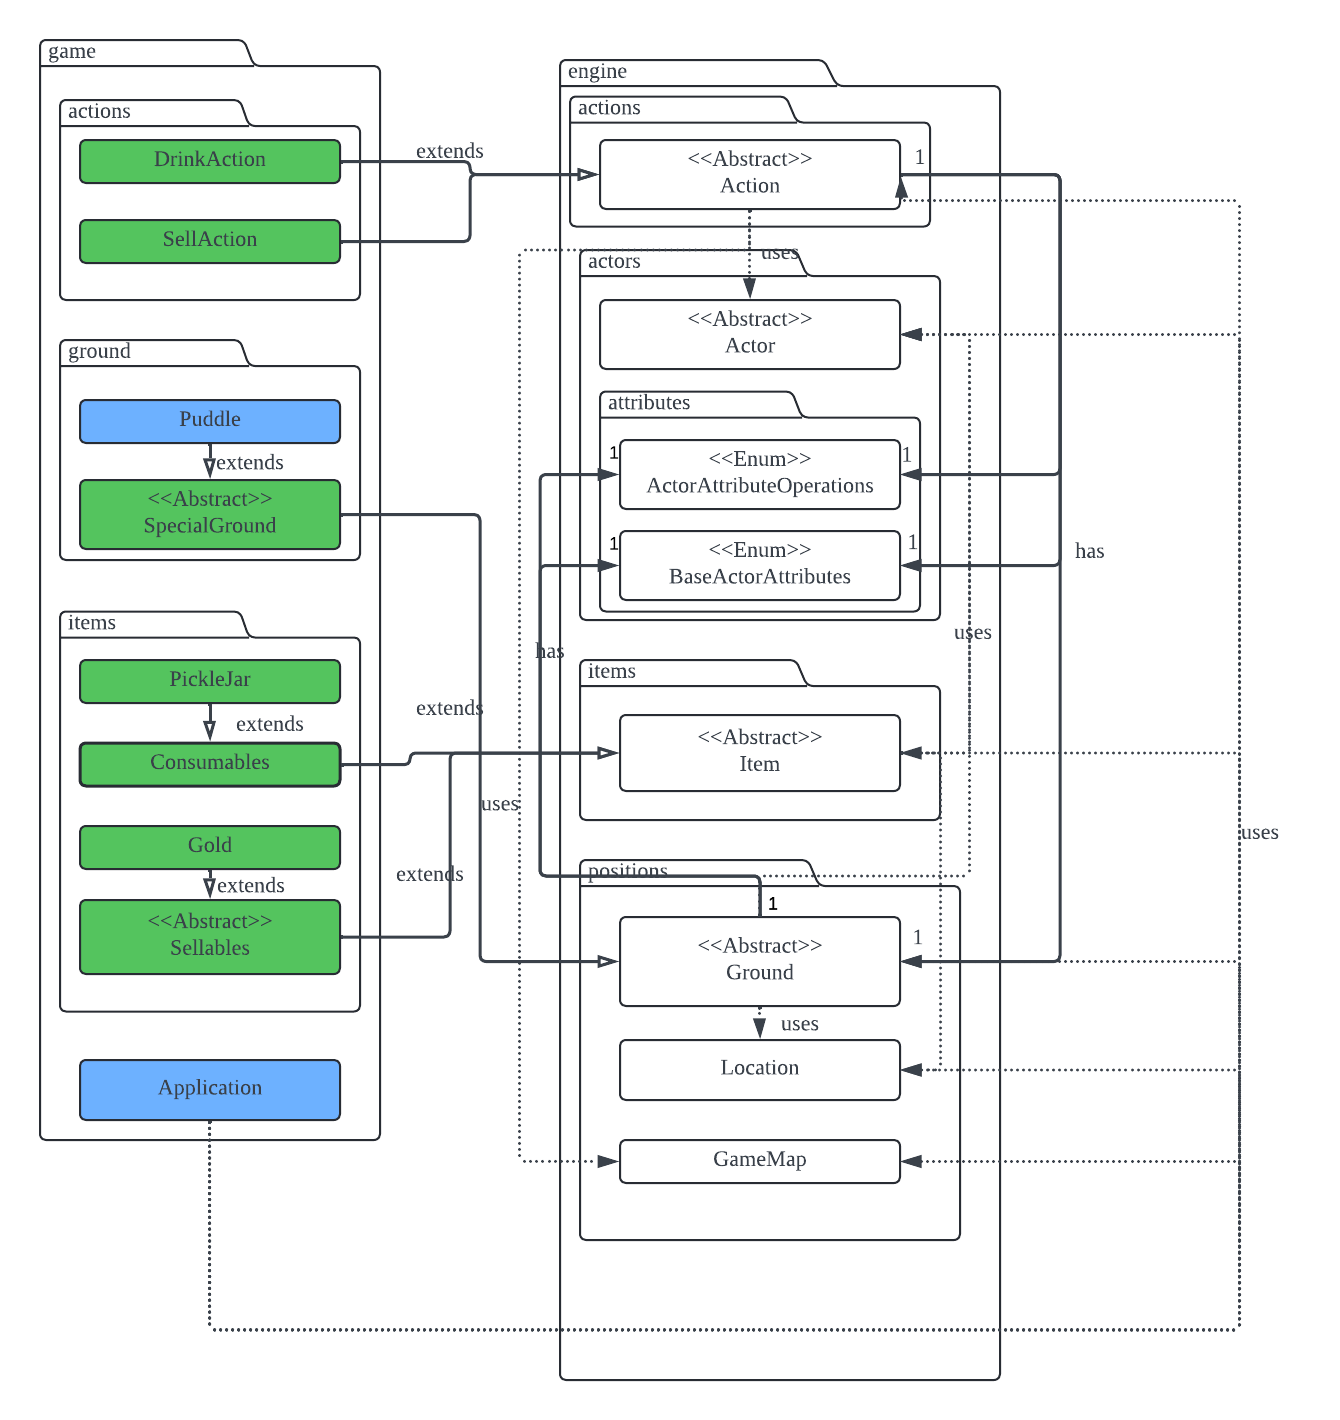 game
actions
DrinkAction
SellAction
ground
Puddle
extends
<<Abstract>>
SpecialGround
items
PickleJar
extends
Consumables
Gold
extends
<<Abstract>>
Sellables
Application
extends
extends
extends
uses
has
engine
actions
<<Abstract>>
Action
1
uses
actors
<<Abstract>>
Actor
attributes
1
<<Enum>>
ActorAttributeOperations
1
1
<<Enum>>
BaseActorAttributes
1
has
uses
items
<<Abstract>>
Item
uses
positions
1
<<Abstract>>
Ground
1
uses
Location
GameMap